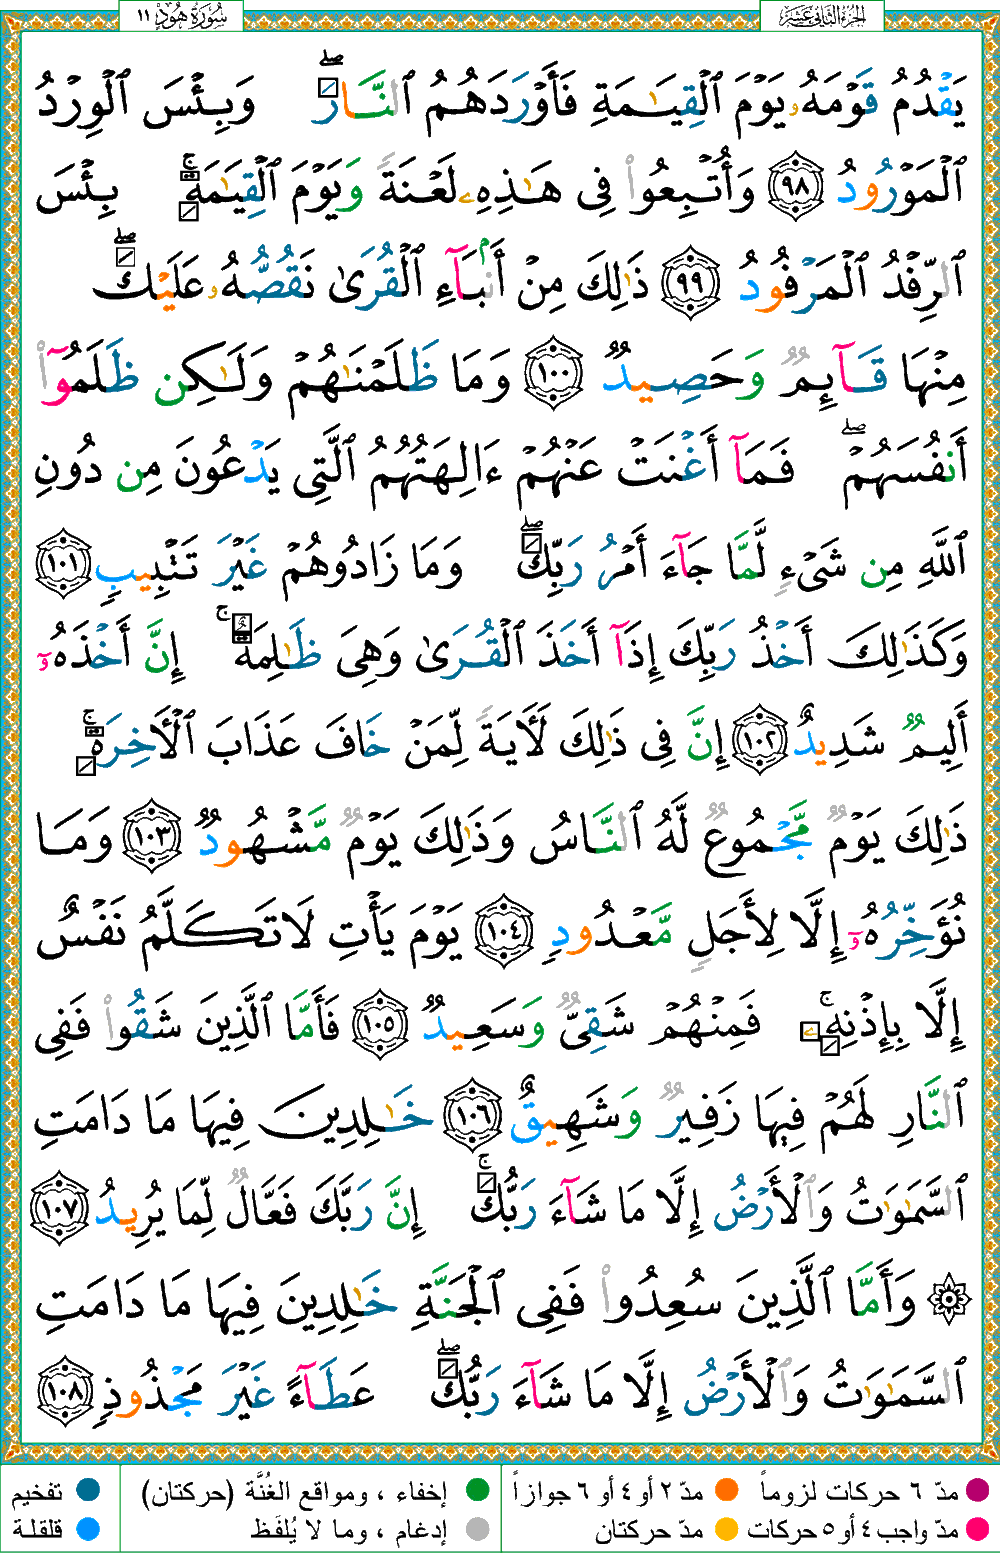 الجزء الثاني عشر
سُورَةُ هُودٍ ١١
يَقۡدُمُ قَوۡمَهُۥ يَوۡمَ ٱلۡقِيَٰمَةِ فَأَوۡرَدَهُمُ ٱلنَّارَۖ وَبِئۡسَ ٱلۡوِرۡدُ
ٱلۡمَوۡرُودُ ٩٨ وَأُتۡبِعُواْ فِي هَٰذِهِۦ لَعۡنَةٗ وَيَوۡمَ ٱلۡقِيَٰمَةِۚ بِئۡسَ
ٱلرِّفۡدُ ٱلۡمَرۡفُودُ ٩٩ ذَٰلِكَ مِنۡ أَنۢبَآءِ ٱلۡقُرَىٰ نَقُصُّهُۥ عَلَيۡكَۖ
مِنۡهَا قَآئِمٞ وَحَصِيدٞ ١٠٠ وَمَا ظَلَمۡنَٰهُمۡ وَلَٰكِن ظَلَمُوٓاْ
أَنفُسَهُمۡۖ فَمَآ أَغۡنَتۡ عَنۡهُمۡ ءَالِهَتُهُمُ ٱلَّتِي يَدۡعُونَ مِن دُونِ
ٱللَّهِ مِن شَيۡءٖ لَّمَّا جَآءَ أَمۡرُ رَبِّكَۖ وَمَا زَادُوهُمۡ غَيۡرَ تَتۡبِيبٖ ١٠١
وَكَذَٰلِكَ أَخۡذُ رَبِّكَ إِذَآ أَخَذَ ٱلۡقُرَىٰ وَهِيَ ظَٰلِمَةٌۚ إِنَّ أَخۡذَهُۥٓ
أَلِيمٞ شَدِيدٌ ١٠٢ إِنَّ فِي ذَٰلِكَ لَأٓيَةٗ لِّمَنۡ خَافَ عَذَابَ ٱلۡأٓخِرَةِۚ
ذَٰلِكَ يَوۡمٞ مَّجۡمُوعٞ لَّهُ ٱلنَّاسُ وَذَٰلِكَ يَوۡمٞ مَّشۡهُودٞ ١٠٣ وَمَا
نُؤَخِّرُهُۥٓ إِلَّا لِأَجَلٖ مَّعۡدُودٖ ١٠٤ يَوۡمَ يَأۡتِ لَا تَكَلَّمُ نَفۡسٌ
إِلَّا بِإِذۡنِهِۦۚ فَمِنۡهُمۡ شَقِيّٞ وَسَعِيدٞ ١٠٥ فَأَمَّا ٱلَّذِينَ شَقُواْ فَفِي
ٱلنَّارِ لَهُمۡ فِيهَا زَفِيرٞ وَشَهِيقٌ ١٠٦ خَٰلِدِينَ فِيهَا مَا دَامَتِ
ٱلسَّمَٰوَٰتُ وَٱلۡأَرۡضُ إِلَّا مَا شَآءَ رَبُّكَۚ إِنَّ رَبَّكَ فَعَّالٞ لِّمَا يُرِيدُ ١٠٧
۞ وَأَمَّا ٱلَّذِينَ سُعِدُواْ فَفِي ٱلۡجَنَّةِ خَٰلِدِينَ فِيهَا مَا دَامَتِ
ٱلسَّمَٰوَٰتُ وَٱلۡأَرۡضُ إِلَّا مَا شَآءَ رَبُّكَۖ عَطَآءً غَيۡرَ مَجۡذُوذٖ ١٠٨
مدّ ٦ حركات لزوماً مدّ ٢ أو ٤ أو ٦ جوازاً إخفاء ، ومواقع الغُنَّة (حركتان) تفخيم
مدّ واجب ٤ أو ٥ حركات مدّ حركتان إدغام ، وما لا يُلفَظ قلقلة